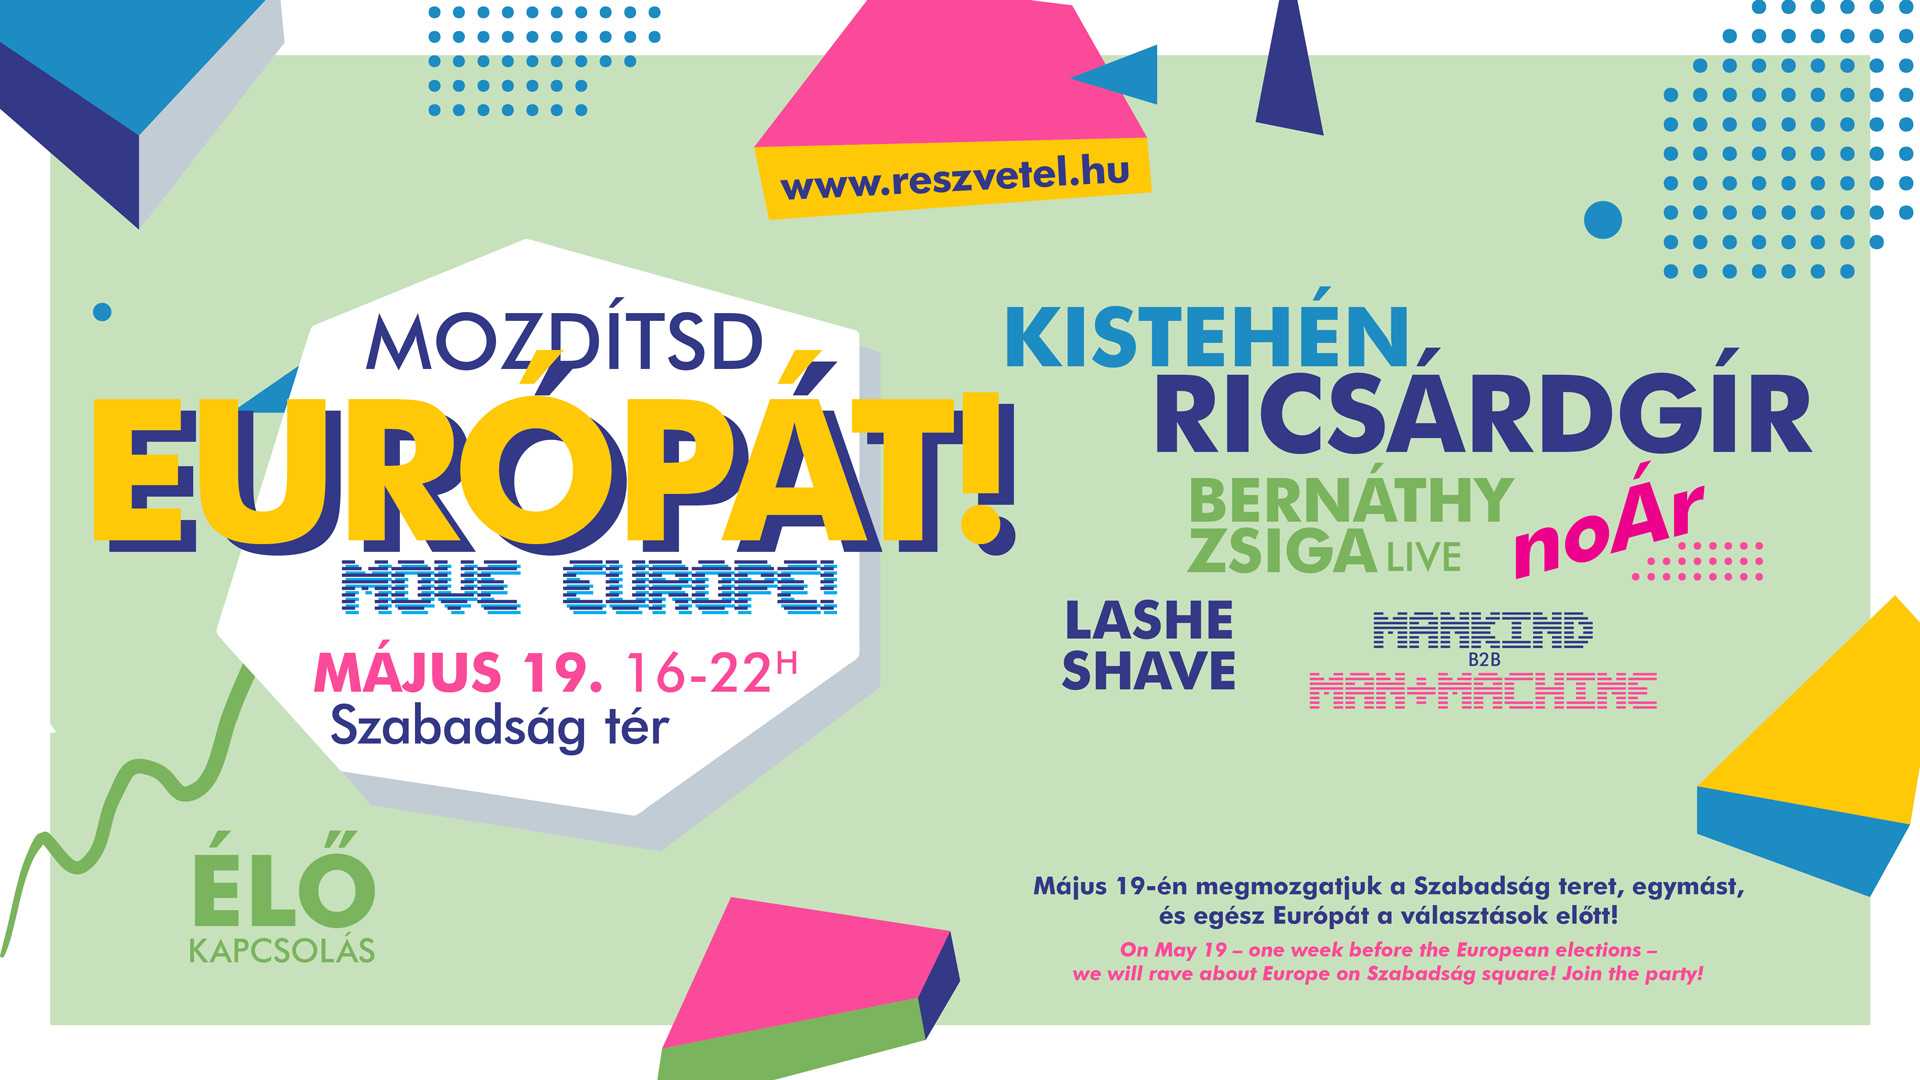 www.reszvetel.hu
MOZDÍTSD
EURÓPÁT!
MOVE EUROPE!
MÁJUS 19. 16-22H
Szabadság tér
KISTEHÉN
RICSÁRDGÍR
BERNÁTHY
ZSIGA LIVE
noÁr
LASHE
SHAVE
MANKIND
B2B
MAN+MACHINE
ÉLŐ
KAPCSOLÁS
Május 19-én megmozgatjuk a Szabadság teret, egymást,
és egész Európát a választások előtt!
On May 19 – one week before the European elections –
we will rave about Europe on Szabadság square! Join the party!